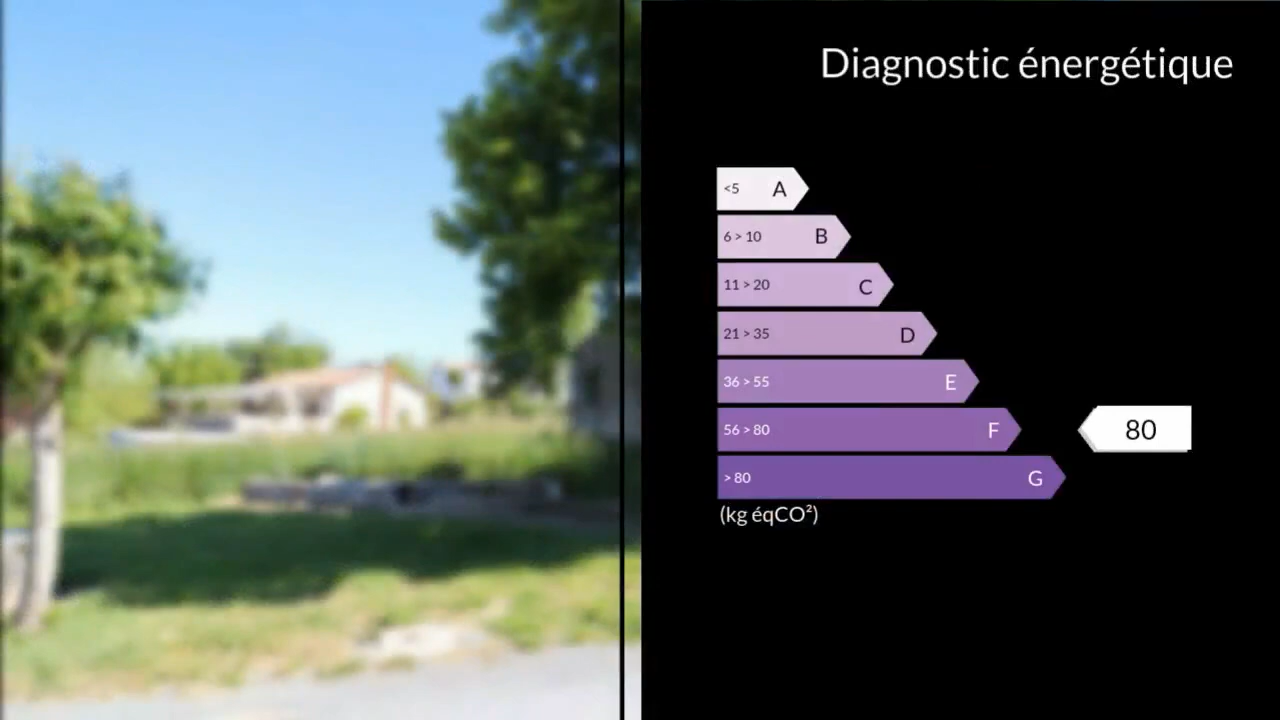 Diagnostic énergétique
<5 A
6 > 10 B
11 > 20 C
21 > 35 D
36 > 55 E
56 > 80 F
80
> 80 G
(kg éqCO²)